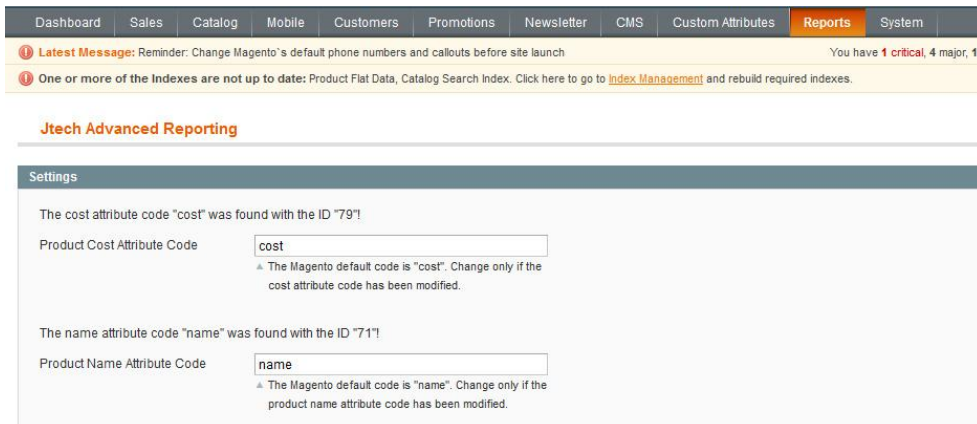 Dashboard Sales Catalog Mobile Customers Promotions Newsletter CMS Custom Attributes Reports System
Latest Message: Reminder: Change Magento`s default phone numbers and callouts before site launch You have 1 critical, 4 major, 1
One or more of the Indexes are not up to date: Product Flat Data, Catalog Search Index. Click here to go to Index Management and rebuild required indexes.
Jtech Advanced Reporting
Settings
The cost attribute code "cost" was found with the ID "79"!
Product Cost Attribute Code cost
The Magento default code is "cost". Change only if the
cost attribute code has been modified.
The name attribute code "name" was found with the ID "71"!
Product Name Attribute Code name
The Magento default code is "name". Change only if the
product name attribute code has been modified.